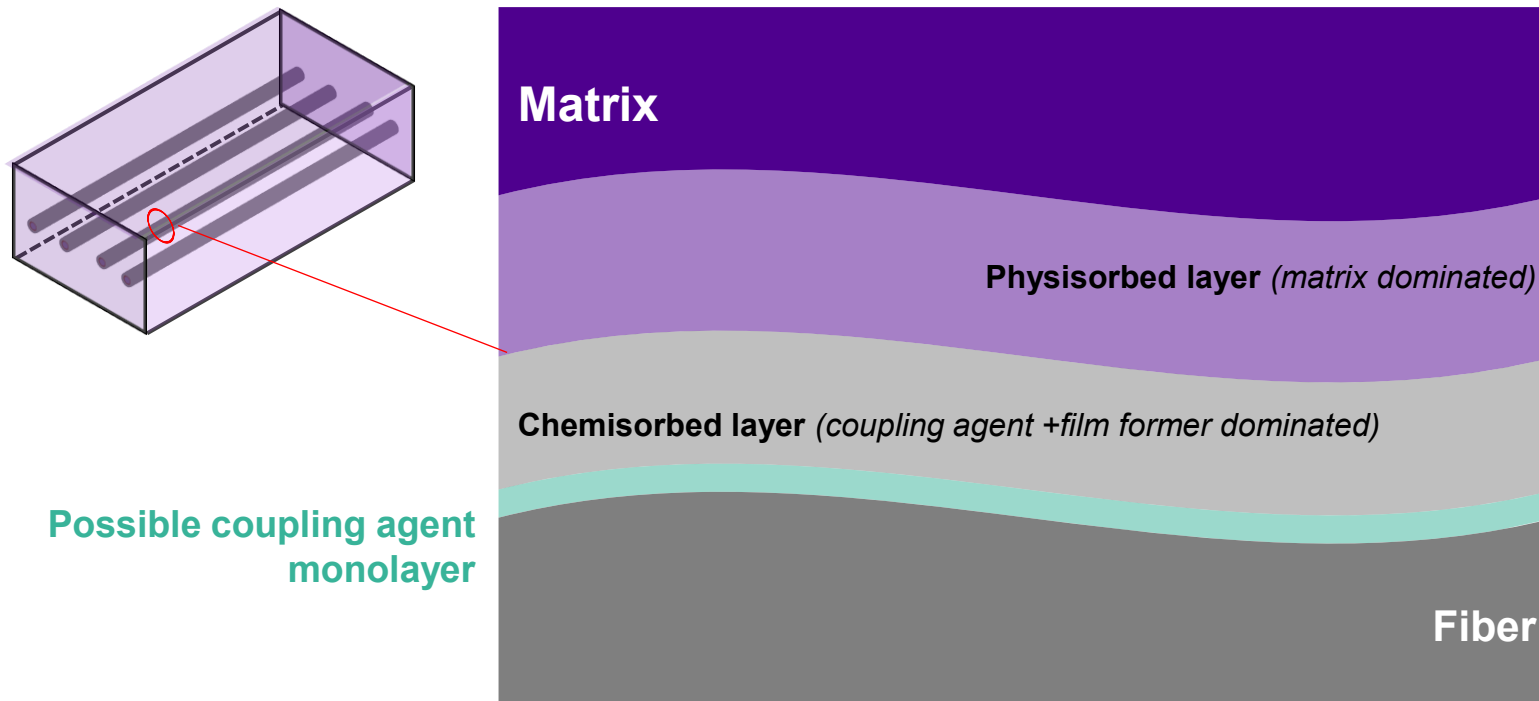 Matrix
Physisorbed layer (matrix dominated)
Chemisorbed layer (coupling agent +film former dominated)
Possible coupling agent
monolayer
Fiber